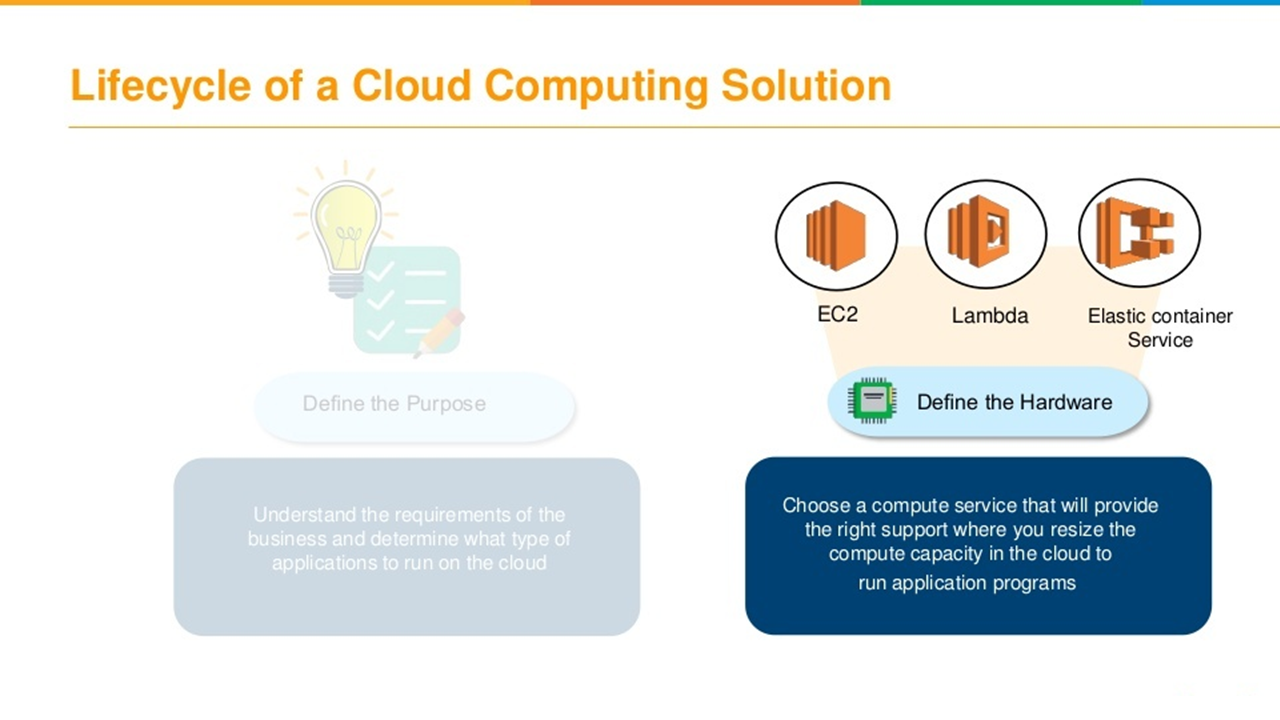 Lifecycle of a Cloud Computing Solution
EC2
Lambda
Elastic container
Service
Define the Purpose
Define the Hardware
Understand the requirements of the
business and determine what type of
applications to run on the cloud
Choose a compute service that will provide
the right support where you resize the
compute capacity in the cloud to
run application programs